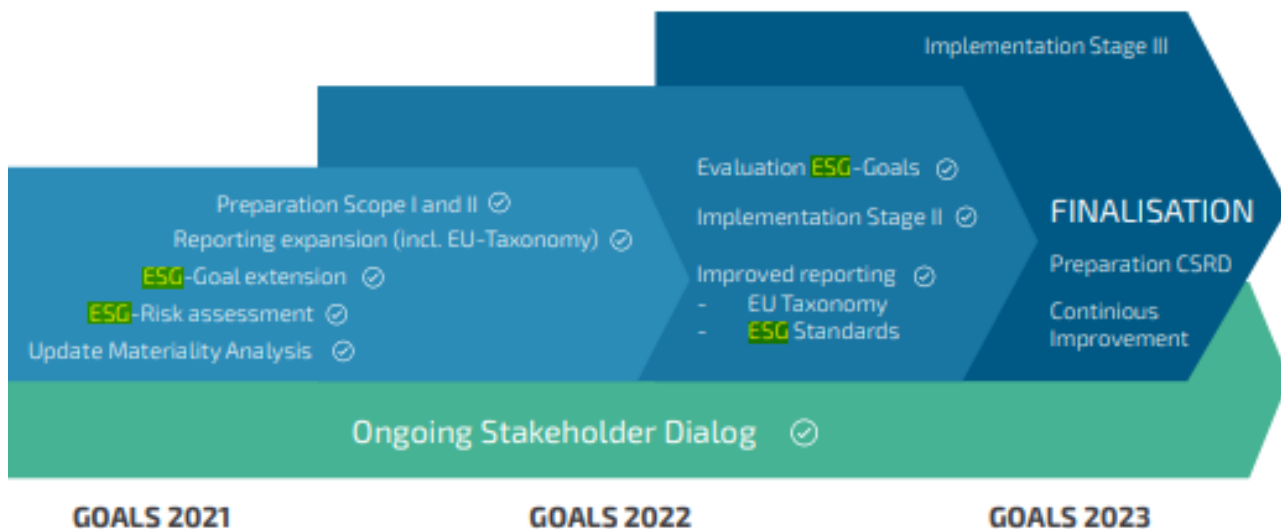 Implementation Stage III
Preparation Scope I and II
Reporting expansion (incl. EU-Taxonomy)
ESG-Goal extension
ESG-Risk assessment
Update Materiality Analysis
Evaluation ESG-Goals
Implementation Stage II
Improved reporting
- EU Taxonomy
- ESG Standards
FINALISATION
Preparation CSRD
Continious
Improvement
Ongoing Stakeholder Dialog
GOALS 2021
GOALS 2022
GOALS 2023